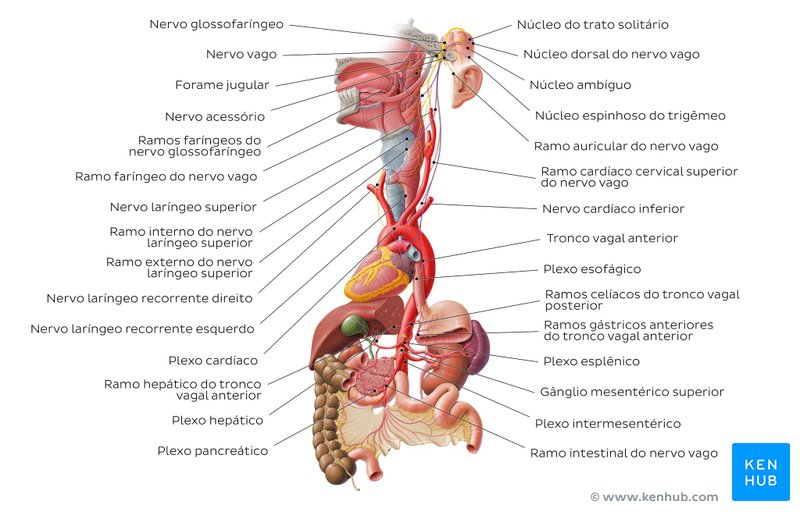 Nervo glossofaríngeo
Nervo vago
Forame jugular
Nervo acessório
Ramos faríngeos do
nervo glossofaríngeo
Ramo faríngeo do nervo vago
Nervo laríngeo superior
Ramo interno do nervo
laríngeo superior
Ramo externo do nervo
laríngeo superior
Nervo laríngeo recorrente direito
Nervo laríngeo recorrente esquerdo
Plexo cardíaco
Ramo hepático do tronco
vagal anterior
Plexo hepático
Plexo pancreático
Núcleo do trato solitário
Núcleo dorsal do nervo vago
Núcleo ambíguo
Núcleo espinhoso do trigêmeo
Ramo auricular do nervo vago
Ramo cardíaco cervical superior
do nervo vago
Nervo cardíaco inferior
Tronco vagal anterior
Plexo esofágico
Ramos celíacos do tronco vagal
posterior
Ramos gástricos anteriores
do tronco vagal anterior
Plexo esplênico
Gânglio mesentérico superior
Plexo intermesentérico
Ramo intestinal do nervo vago
KEN
HUB
© www.kenhub.com